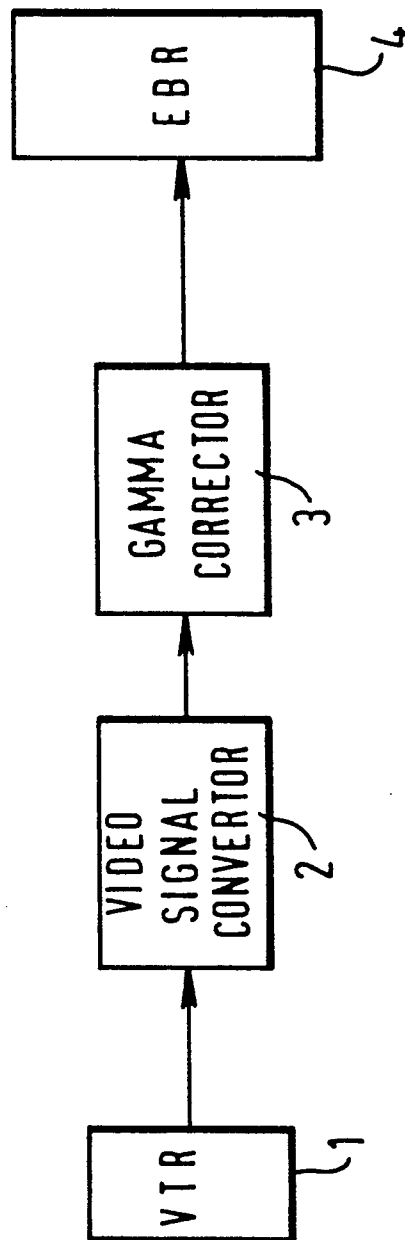 VTR
1
VIDEO
SIGNAL
CONVERTOR
2
GAMMA
CORRECTOR
3
EBR
4